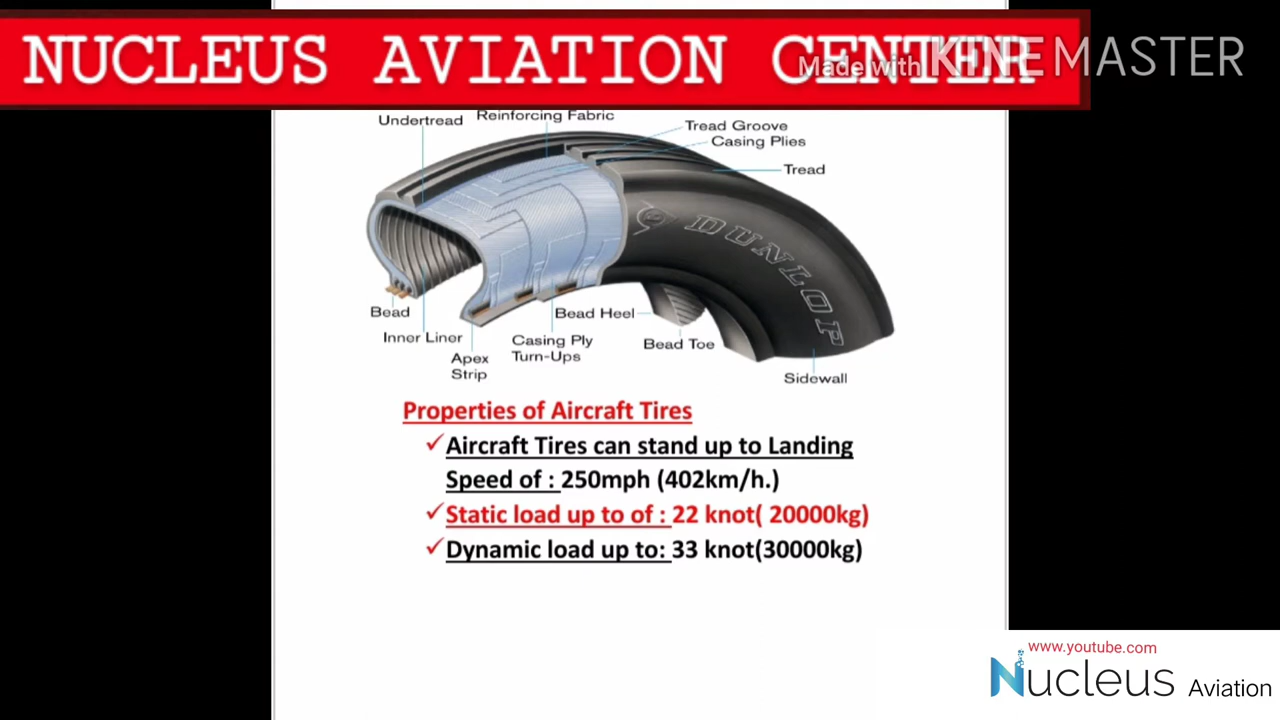 NUCLEUS AVIATION CENTER
Made with KINEMASTER
Undertread
Reinforcing Fabric
Tread Groove
Casing Plies
Tread
DUNLOP
Bead
Inner Liner
Apex
Strip
Casing Ply
Turn-Ups
Bead Heel
Bead Toe
Sidewall
Properties of Aircraft Tires
✓Aircraft Tires can stand up to Landing
Speed of : 250mph (402km/h.)
✓Static load up to of : 22 knot( 20000kg)
✓Dynamic load up to: 33 knot(30000kg)
www.youtube.com
Nucleus Aviation